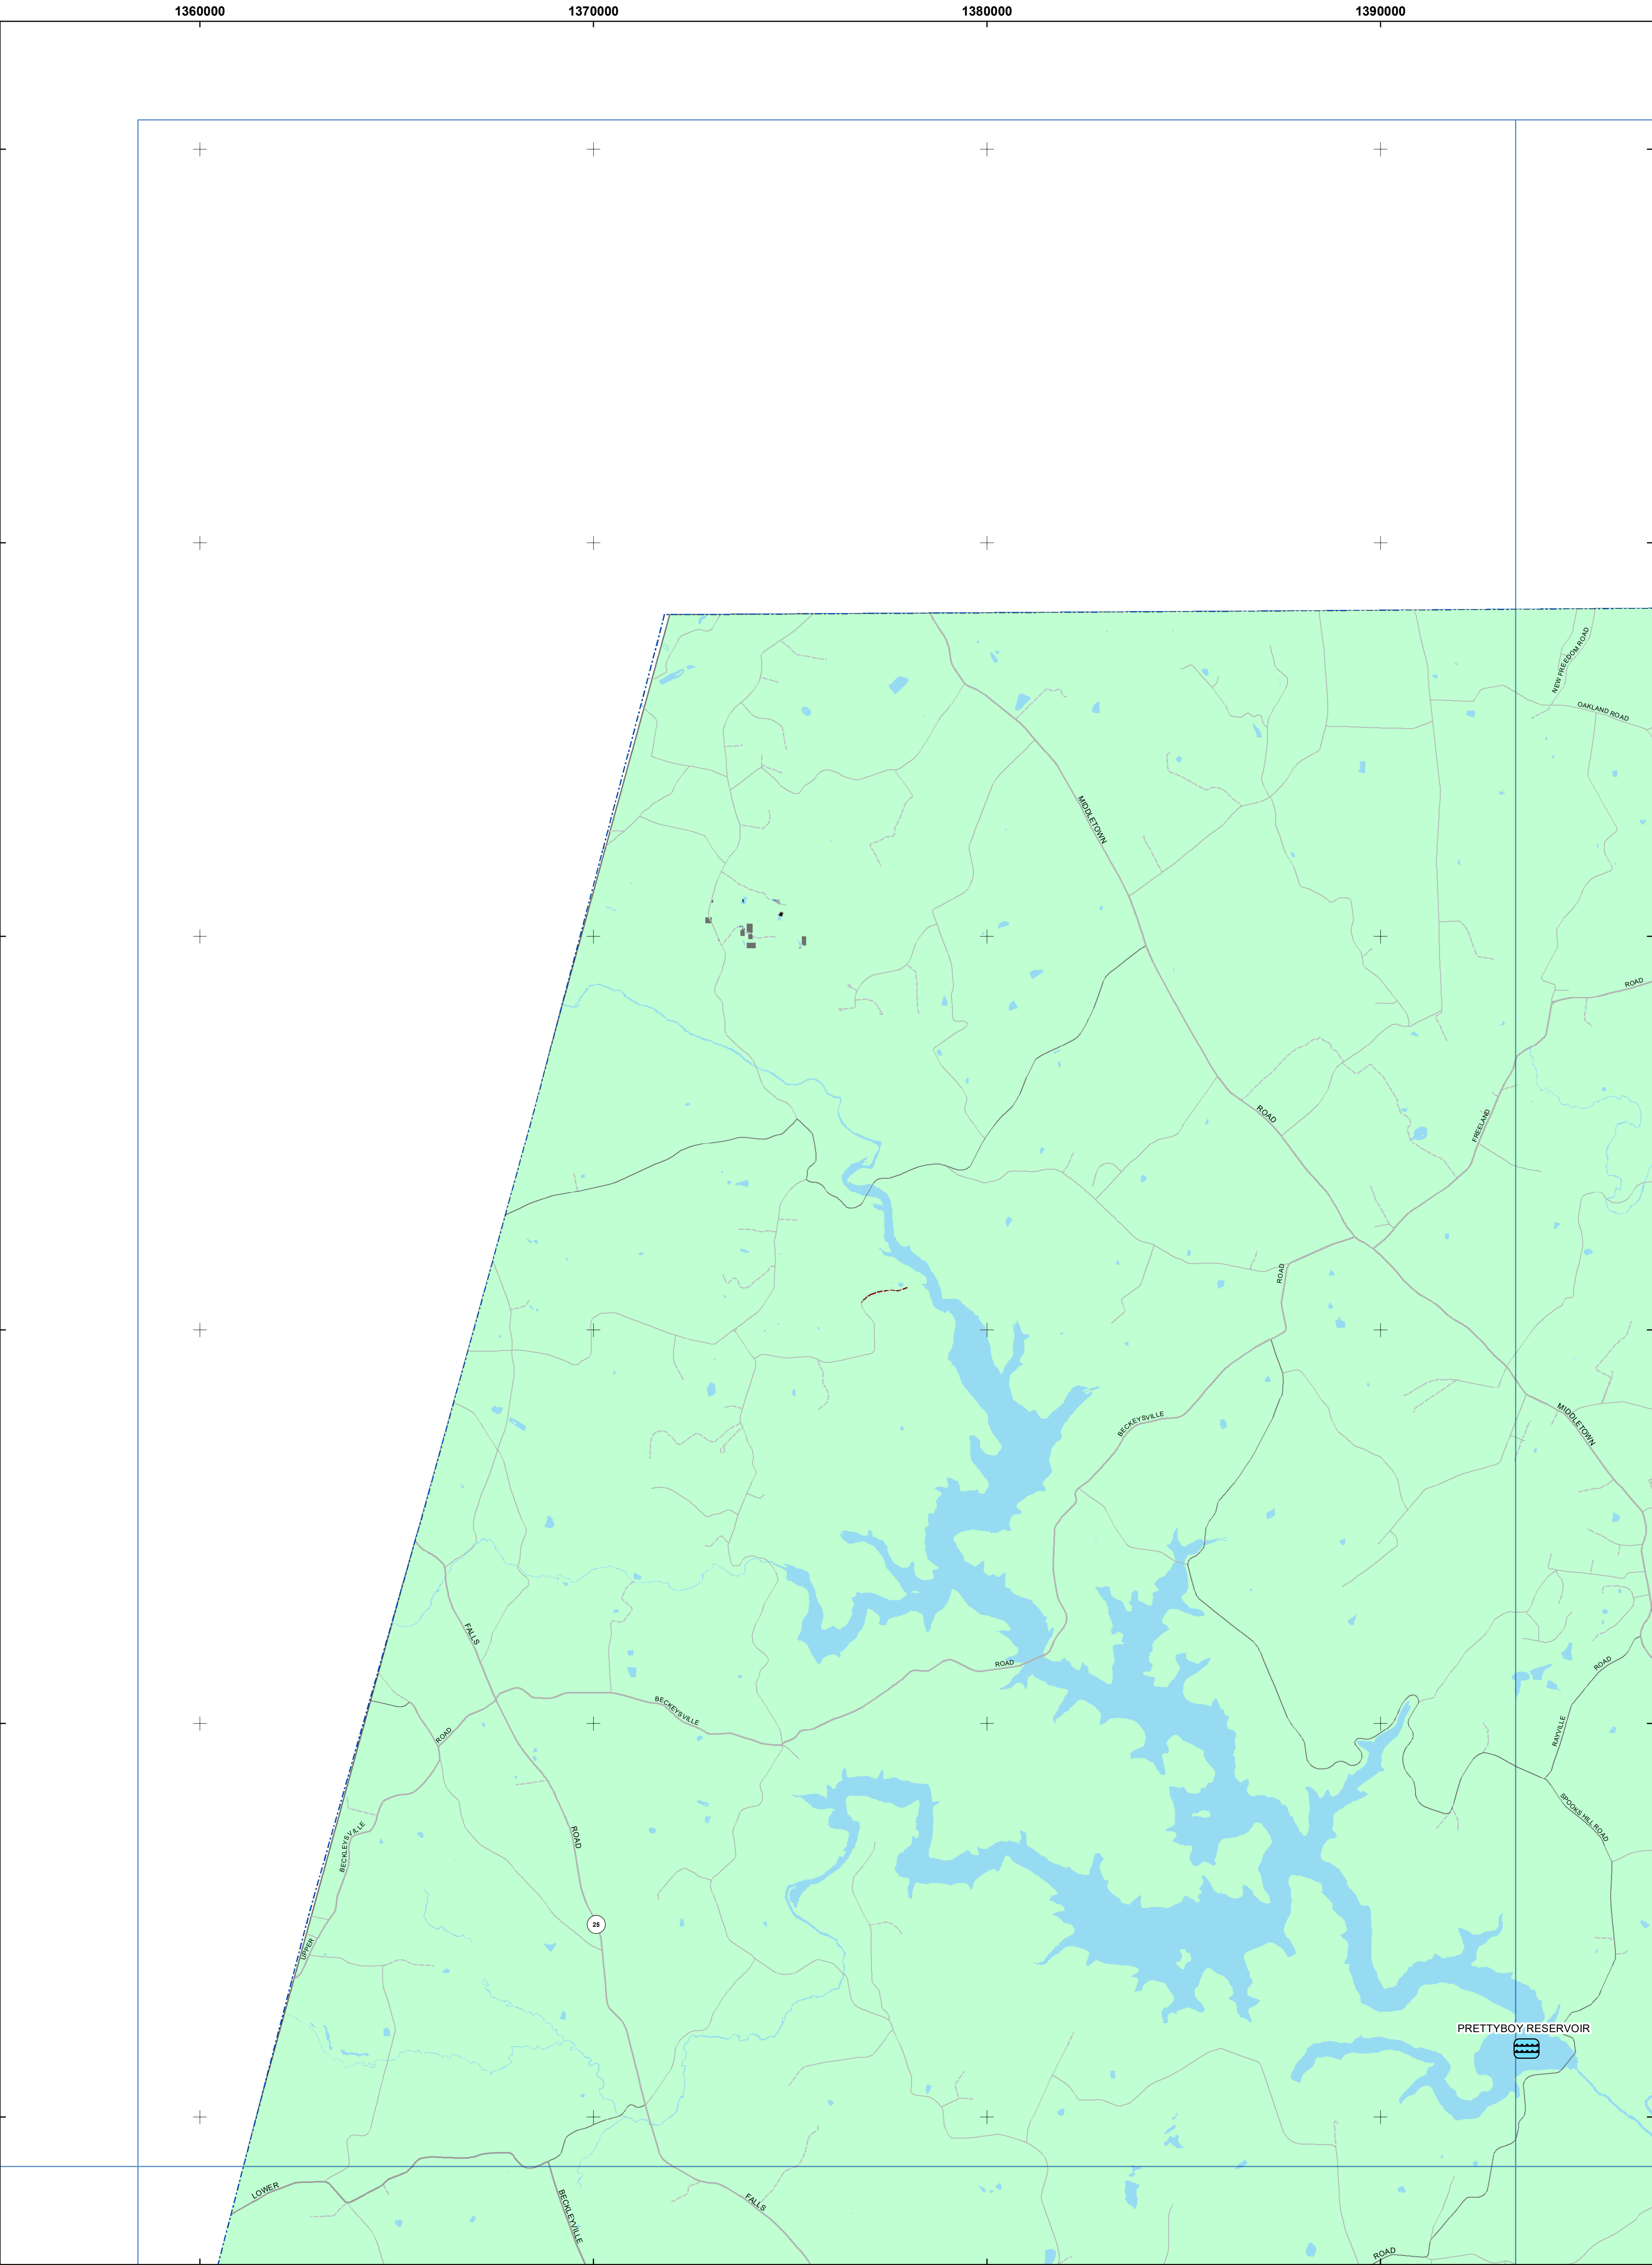 1360000
1370000
1380000
1390000
NEW FREEDOM ROAD
OAKLAND ROAD
MIDDLETOWN
ROAD
ROAD
FREELAND
ROAD
MIDDLETOWN
BECKEYSVILLE
FALLS
ROAD
ROAD
BECKEYSVILLE
ROAD
RAYVILLE
SPOOKS HILL ROAD
ROAD
BECKLEYSVILLE
25
UPPER
PRETTYBOY RESERVOIR
LOWER
BECKLEYVILLE
FALLS
ROAD